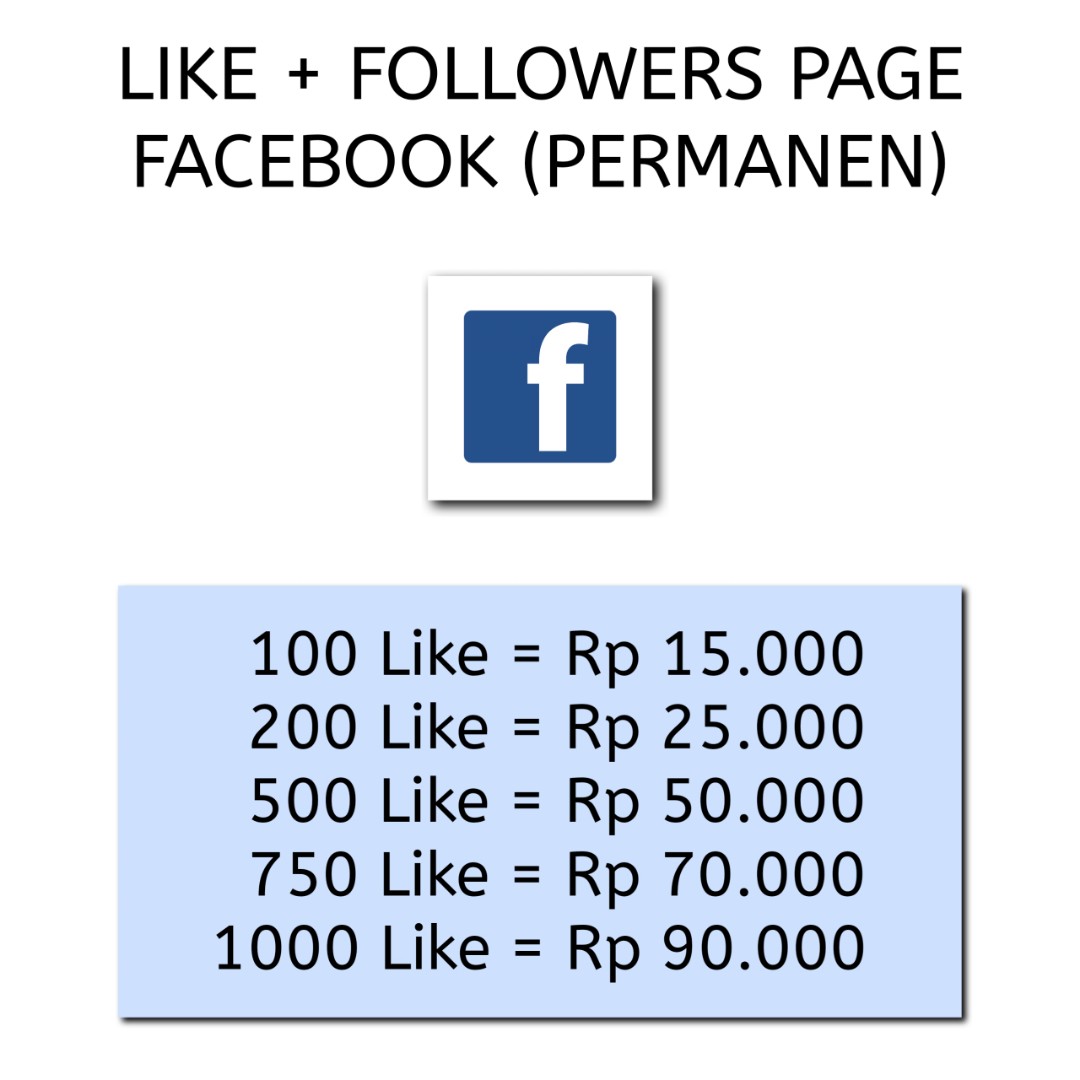 LIKE + FOLLOWERS PAGE
FACEBOOK (PERMANEN)
f
100 Like = Rp 15.000
200 Like = Rp 25.000
500 Like = Rp 50.000
750 Like = Rp 70.000
1000 Like = Rp 90.000